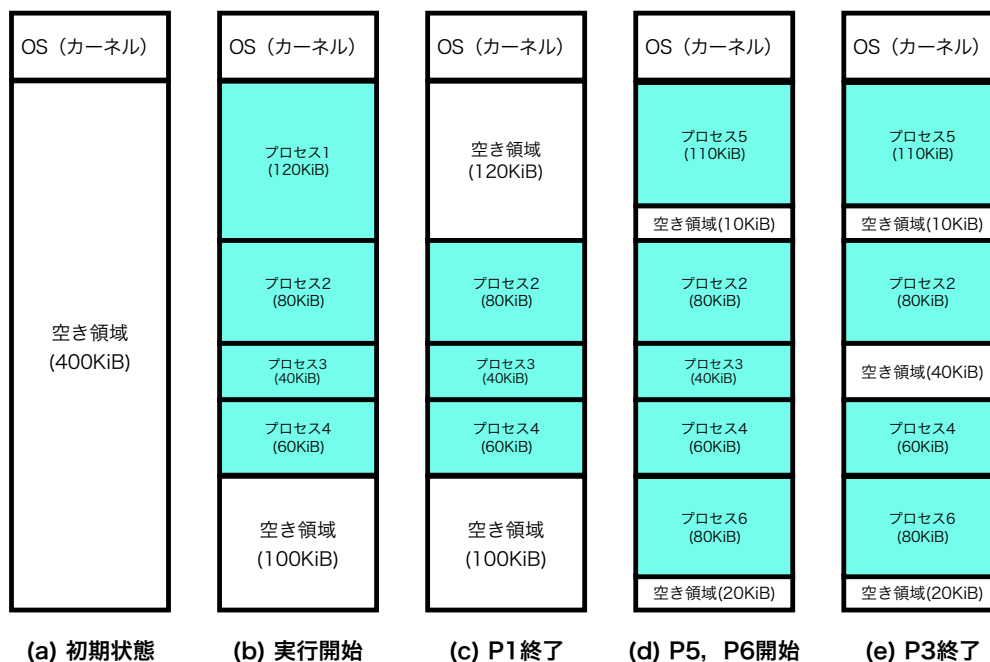 OS（カーネル）
空き領域
(400KiB)
(a) 初期状態
OS（カーネル）
プロセス1
(120KiB)
プロセス2
(80KiB)
プロセス3
(40KiB)
プロセス4
(60KiB)
空き領域
(100KiB)
(b) 実行開始
OS（カーネル）
空き領域
(120KiB)
プロセス2
(80KiB)
プロセス3
(40KiB)
プロセス4
(60KiB)
空き領域
(100KiB)
(c) P1終了
OS（カーネル）
プロセス5
(110KiB)
空き領域(10KiB)
プロセス2
(80KiB)
プロセス3
(40KiB)
プロセス4
(60KiB)
プロセス6
(80KiB)
空き領域(20KiB)
(d) P5，P6開始
OS（カーネル）
プロセス5
(110KiB)
空き領域(10KiB)
プロセス2
(80KiB)
空き領域(40KiB)
プロセス4
(60KiB)
プロセス6
(80KiB)
空き領域(20KiB)
(e) P3終了